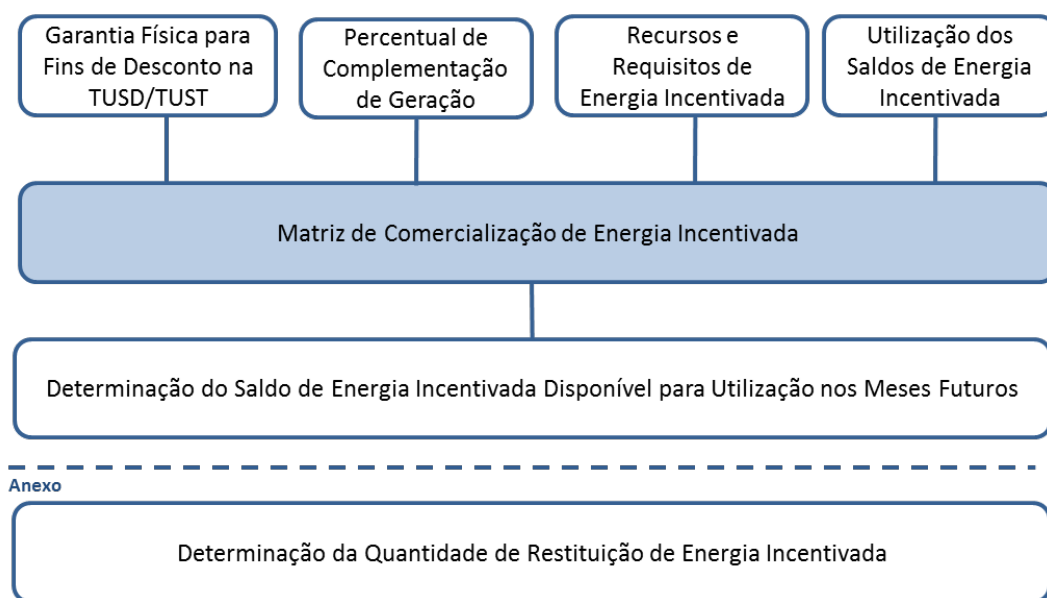 Garantia Física para
Fins de Desconto na
TUSD/TUST
Percentual de
Complementação
de Geração
Recursos e
Requisitos de
Energia Incentivada
Utilização dos
Saldos de Energia
Incentivada
Matriz de Comercialização de Energia Incentivada
Determinação do Saldo de Energia Incentivada Disponível para Utilização nos Meses Futuros
Anexo
Determinação da Quantidade de Restituição de Energia Incentivada